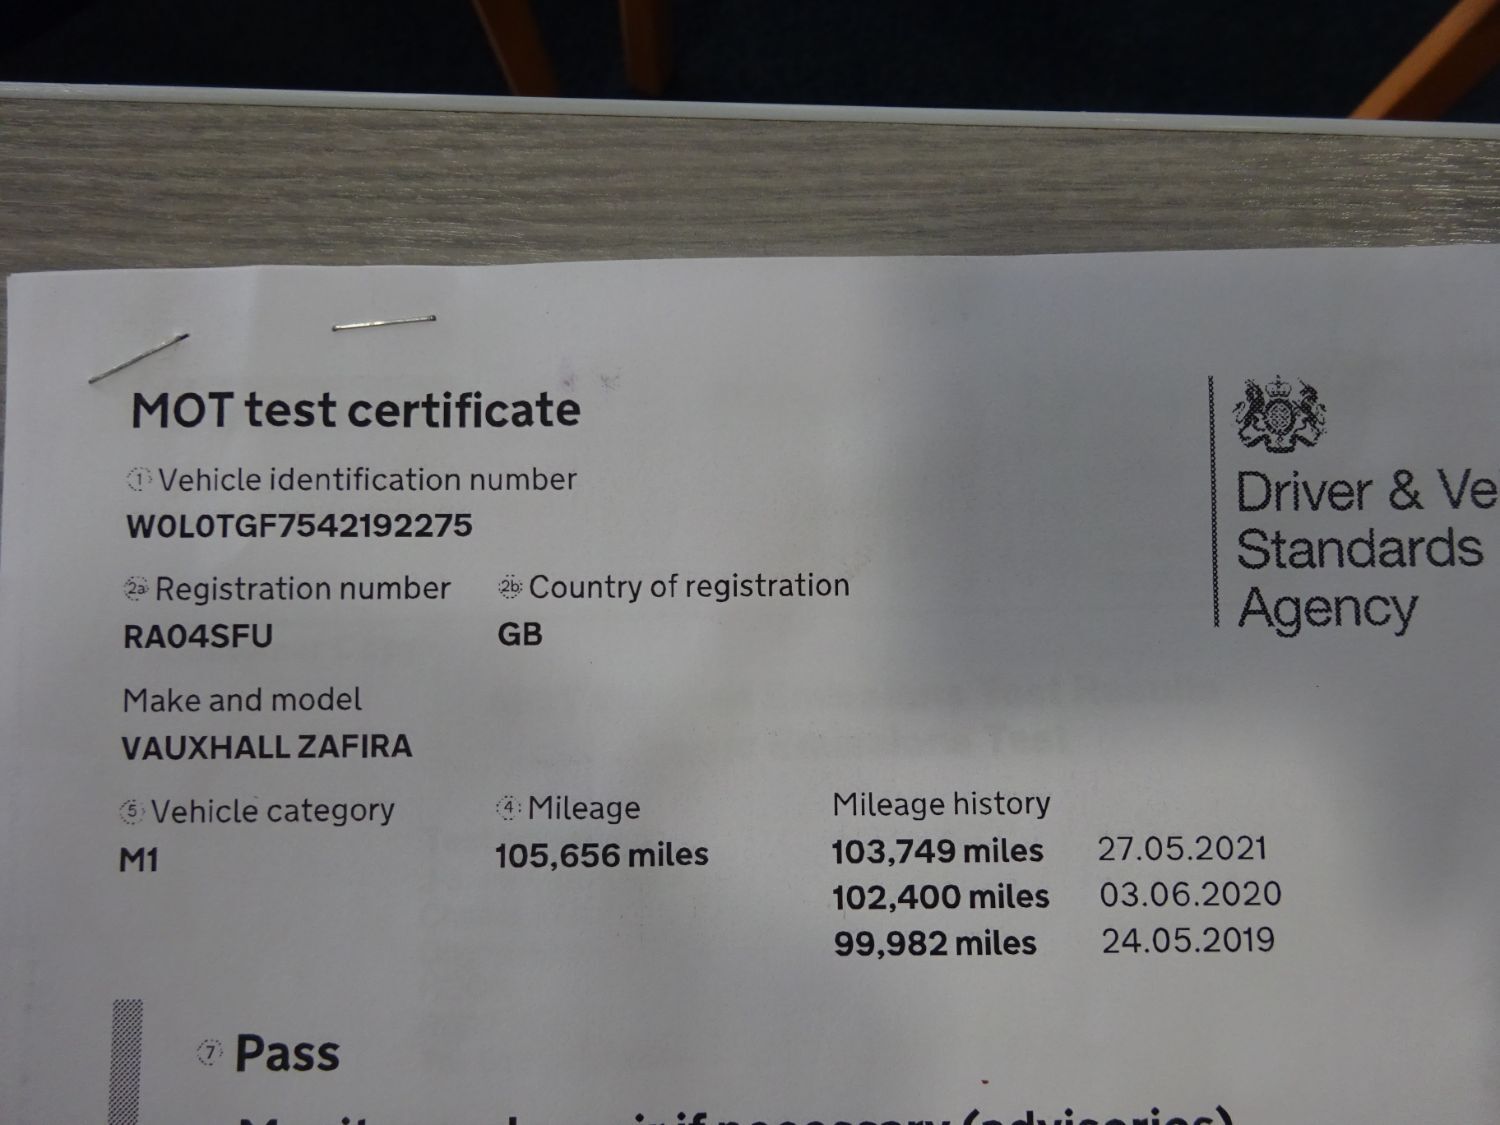 MOT test certificate
1 Vehicle identification number
W0L0TGF7542192275
2a Registration number 2b Country of registration
RA04SFU GB
Make and model
VAUXHALL ZAFIRA
5 Vehicle category 4 Mileage Mileage history
M1 105,656 miles 103,749 miles 27.05.2021
102,400 miles 03.06.2020
99,982 miles 24.05.2019
7 Pass
if necessary (advisories)
Driver & Ve
Standards
Agency